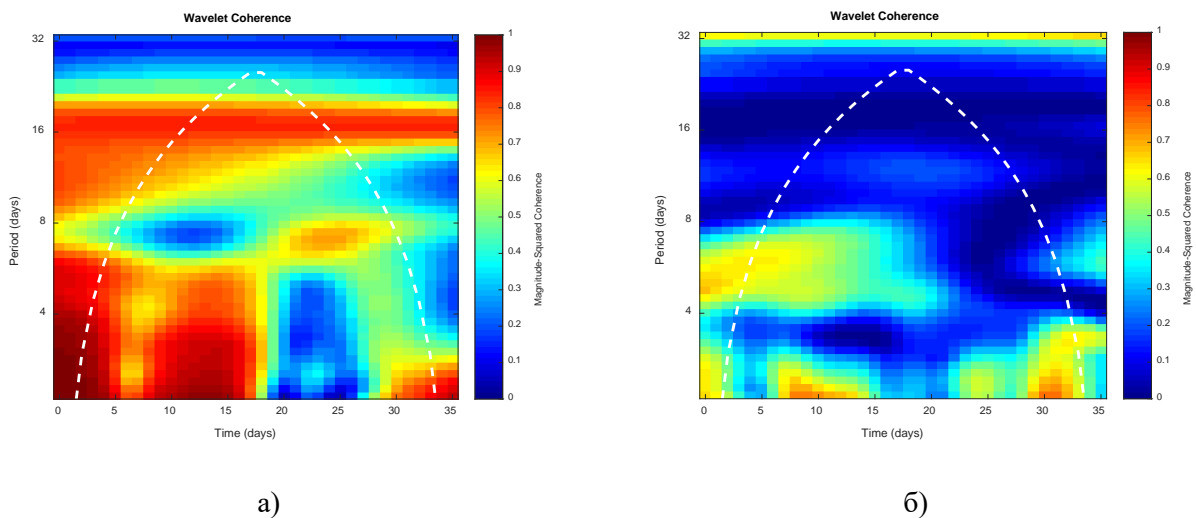 Wavelet Coherence
32
16
8
4
Period (days)
0 5 10 15 20 25 30 35
Time (days)
1
0.9
0.8
0.7
0.6
0.5
0.4
0.3
0.2
0.1
0
Magnitude-Squared Coherence
а)
Wavelet Coherence
32
16
8
4
Period (days)
0 5 10 15 20 25 30 35
Time (days)
1
0.9
0.8
0.7
0.6
0.5
0.4
0.3
0.2
0.1
0
Magnitude-Squared Coherence
б)